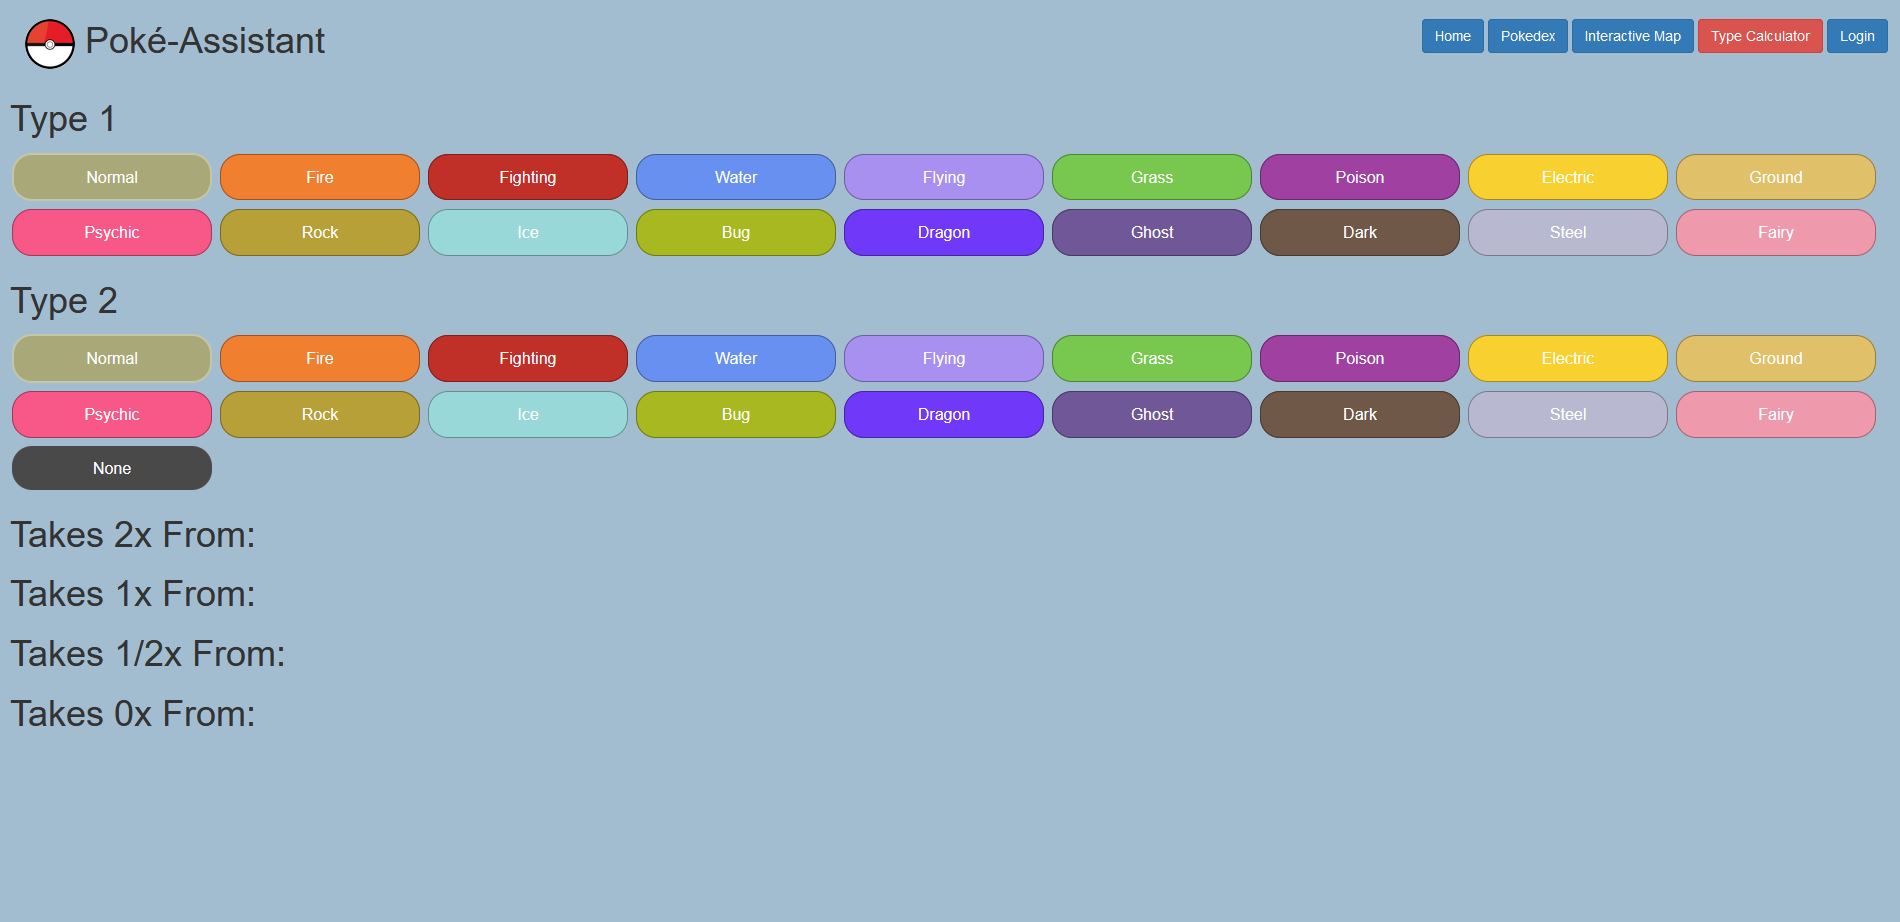 Poké-Assistant
Home Pokedex Interactive Map Type Calculator Login
Type 1
Normal Fire Fighting Water Flying Grass Poison Electric Ground
Psychic Rock Ice Bug Dragon Ghost Dark Steel Fairy
Type 2
Normal Fire Fighting Water Flying Grass Poison Electric Ground
Psychic Rock Ice Bug Dragon Ghost Dark Steel Fairy
None
Takes 2x From:
Takes 1x From:
Takes 1/2x From:
Takes 0x From: